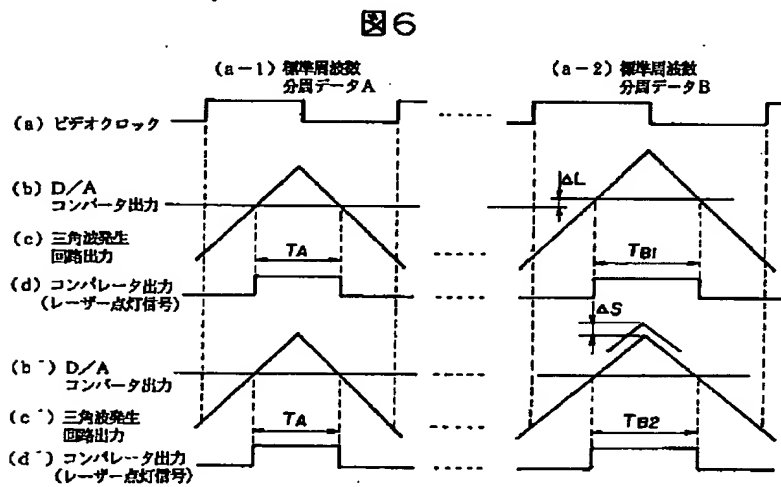 図6
(a-1) 標準周波数
分周データA
(a-2) 標準周波数
分周データB
(a) ビデオクロック
(b) D/A
コンバータ出力
ΔL
(c) 三角波発生
回路出力
TA
TB1
(d) コンパレータ出力
(レーザー点灯信号)
ΔS
(b') D/A
コンバータ出力
(c') 三角波発生
回路出力
TA
TB2
(d') コンパレータ出力
(レーザー点灯信号)